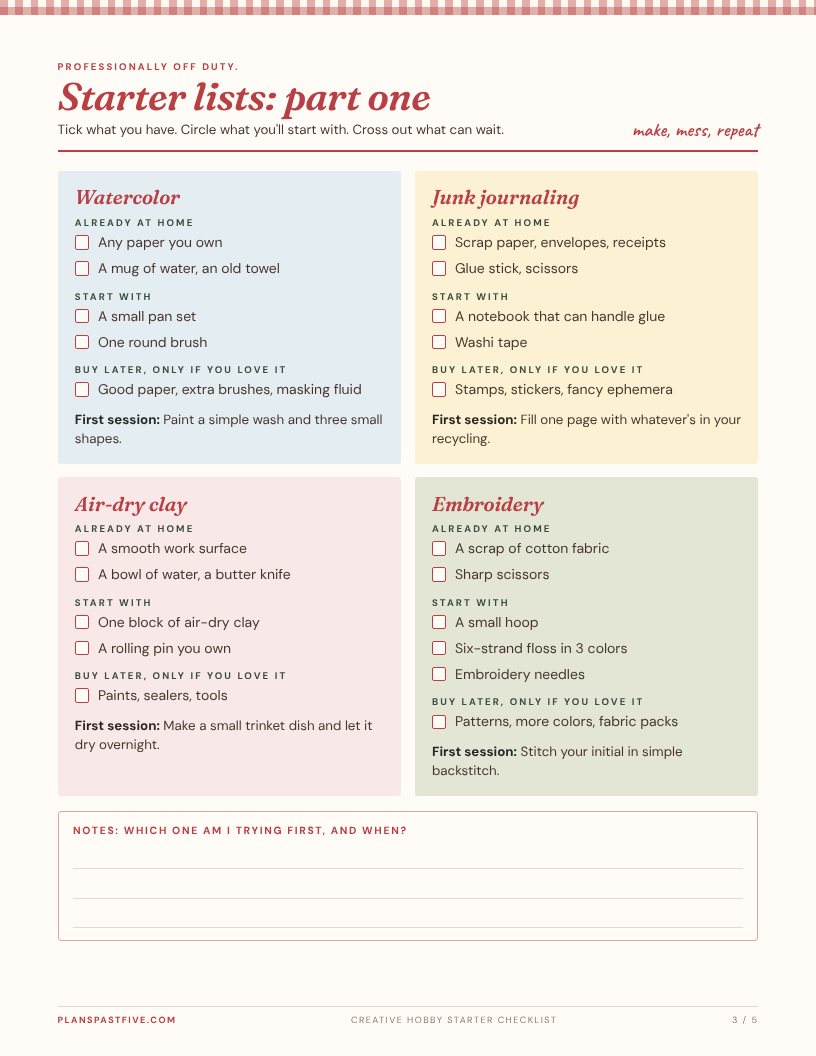 PROFESSIONALLY OFF DUTY.
Starter lists: part one
Tick what you have. Circle what you'll start with. Cross out what can wait.
make, mess, repeat
Watercolor
ALREADY AT HOME
Any paper you own
A mug of water, an old towel
START WITH
A small pan set
One round brush
BUY LATER, ONLY IF YOU LOVE IT
Good paper, extra brushes, masking fluid
First session: Paint a simple wash and three small
shapes.
Junk journaling
ALREADY AT HOME
Scrap paper, envelopes, receipts
Glue stick, scissors
START WITH
A notebook that can handle glue
Washi tape
BUY LATER, ONLY IF YOU LOVE IT
Stamps, stickers, fancy ephemera
First session: Fill one page with whatever's in your
recycling.
Air-dry clay
ALREADY AT HOME
A smooth work surface
A bowl of water, a butter knife
START WITH
One block of air-dry clay
A rolling pin you own
BUY LATER, ONLY IF YOU LOVE IT
Paints, sealers, tools
First session: Make a small trinket dish and let it
dry overnight.
Embroidery
ALREADY AT HOME
A scrap of cotton fabric
Sharp scissors
START WITH
A small hoop
Six-strand floss in 3 colors
Embroidery needles
BUY LATER, ONLY IF YOU LOVE IT
Patterns, more colors, fabric packs
First session: Stitch your initial in simple
backstitch.
NOTES: WHICH ONE AM I TRYING FIRST, AND WHEN?
PLANSPASTFIVE.COM
CREATIVE HOBBY STARTER CHECKLIST
3 / 5